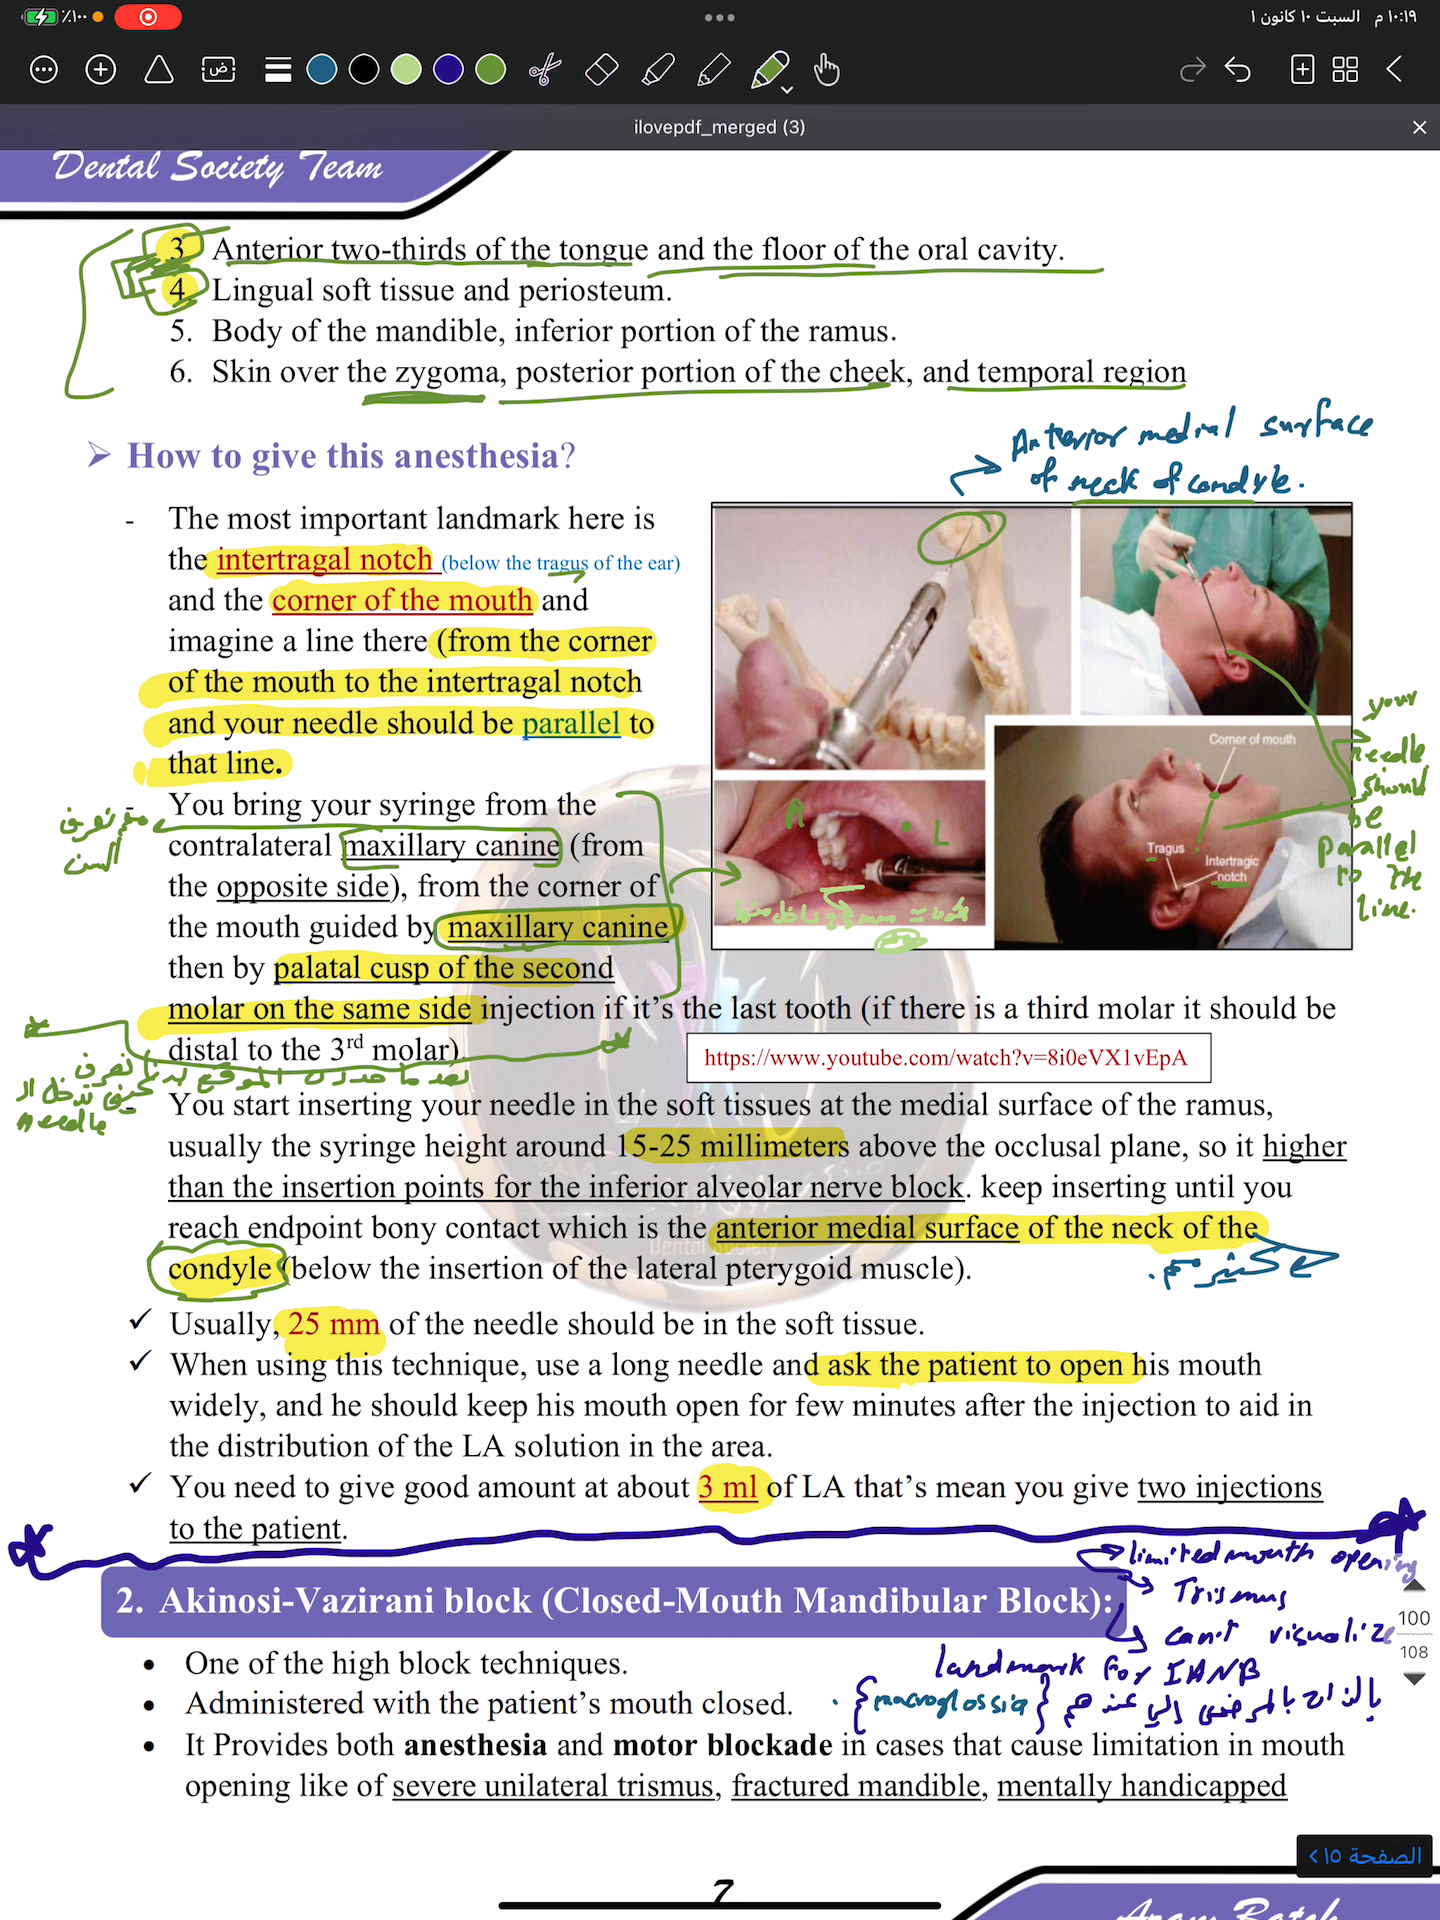 ٪١٠٠
١٠:١٩ م السبت ١٠ كانون ١
ض
ilovepdf_merged (3)
Dental Society Team
3 Anterior two-thirds of the tongue and the floor of the oral cavity.
4. Lingual soft tissue and periosteum.
5. Body of the mandible, inferior portion of the ramus.
6. Skin over the zygoma, posterior portion of the cheek, and temporal region
Anterior medial surface
of neck of condyle.
➢ How to give this anesthesia?
- The most important landmark here is
the intertragal notch (below the tragus of the ear)
and the corner of the mouth and
imagine a line there (from the corner
of the mouth to the intertragal notch
and your needle should be parallel to
that line.
Corner of mouth
Tragus
Intertragic
notch
A
L
your
needle
should
be
parallel
to the
line.
- You bring your syringe from the
contralateral maxillary canine (from
the opposite side), from the corner of
the mouth guided by maxillary canine
then by palatal cusp of the second
molar on the same side injection if it's the last tooth (if there is a third molar it should be
distal to the 3rd molar).
https://www.youtube.com/watch?v=8i0eVX1vEpA
needle
- You start inserting your needle in the soft tissues at the medial surface of the ramus,
usually the syringe height around 15-25 millimeters above the occlusal plane, so it higher
than the insertion points for the inferior alveolar nerve block. keep inserting until you
reach endpoint bony contact which is the anterior medial surface of the neck of the
condyle (below the insertion of the lateral pterygoid muscle).
✓ Usually, 25 mm of the needle should be in the soft tissue.
✓ When using this technique, use a long needle and ask the patient to open his mouth
widely, and he should keep his mouth open for few minutes after the injection to aid in
the distribution of the LA solution in the area.
✓ You need to give good amount at about 3 ml of LA that's mean you give two injections
to the patient.
limited mouth opening
Trismus
can't visualize
landmark for IANB
{macroglossia}
2. Akinosi-Vazirani block (Closed-Mouth Mandibular Block):
• One of the high block techniques.
• Administered with the patient's mouth closed.
• It Provides both anesthesia and motor blockade in cases that cause limitation in mouth
opening like of severe unilateral trismus, fractured mandible, mentally handicapped
100
108
الصفحة ١٥
7